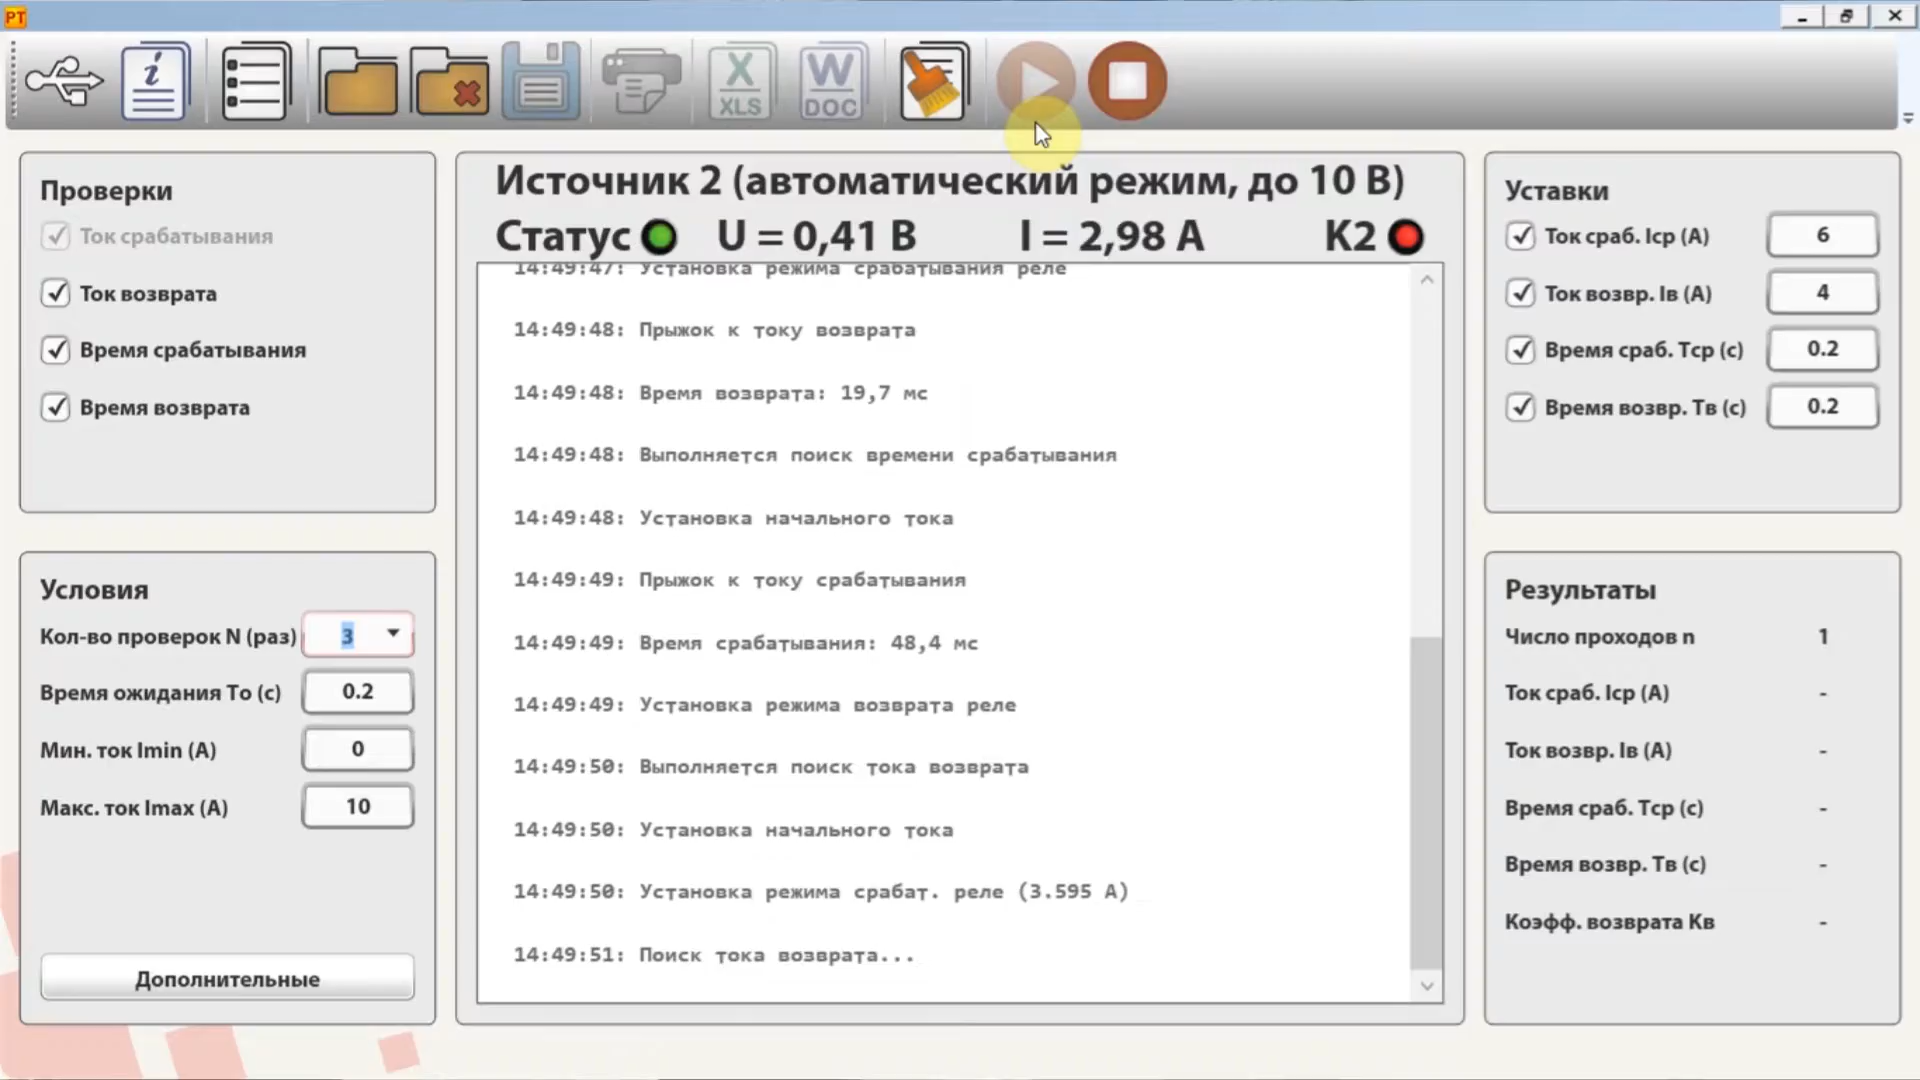 PT
XLS
DOC
Проверки
Ток срабатывания
Ток возврата
Время срабатывания
Время возврата
Условия
Кол-во проверок N (раз) 3
Время ожидания То (с) 0.2
Мин. ток Imin (А) 0
Макс. ток Imax (А) 10
Дополнительные
Источник 2 (автоматический режим, до 10 В)
Статус U = 0,41 В I = 2,98 А К2
14:49:47: Установка режима срабатывания реле
14:49:48: Прыжок к току возврата
14:49:48: Время возврата: 19,7 мс
14:49:48: Выполняется поиск времени срабатывания
14:49:48: Установка начального тока
14:49:49: Прыжок к току срабатывания
14:49:49: Время срабатывания: 48,4 мс
14:49:49: Установка режима возврата реле
14:49:50: Выполняется поиск тока возврата
14:49:50: Установка начального тока
14:49:50: Установка режима срабат. реле (3.595 А)
14:49:51: Поиск тока возврата...
Уставки
Ток сраб. Iср (А) 6
Ток возвр. Iв (А) 4
Время сраб. Тср (с) 0.2
Время возвр. Тв (с) 0.2
Результаты
Число проходов n 1
Ток сраб. Iср (А) -
Ток возвр. Iв (А) -
Время сраб. Тср (с) -
Время возвр. Тв (с) -
Коэфф. возврата Кв -